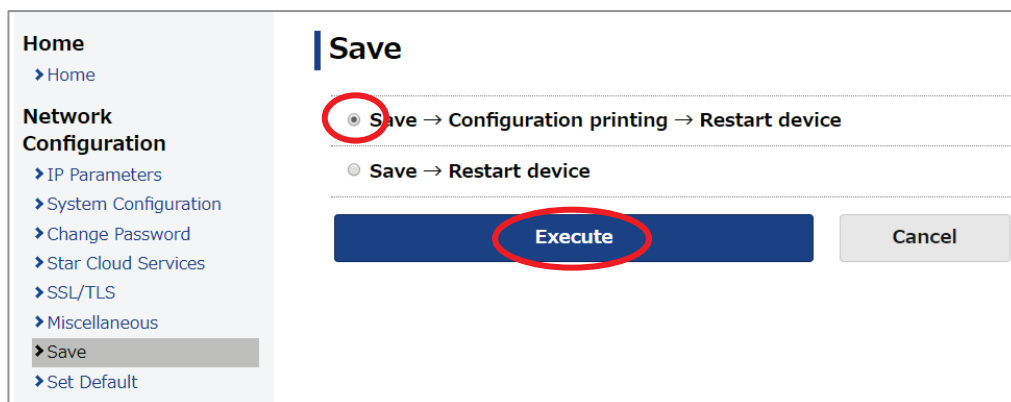 Home
Home
Network
Configuration
IP Parameters
System Configuration
Change Password
Star Cloud Services
SSL/TLS
Miscellaneous
Save
Set Default
Save
Save → Configuration printing → Restart device
Save → Restart device
Execute
Cancel